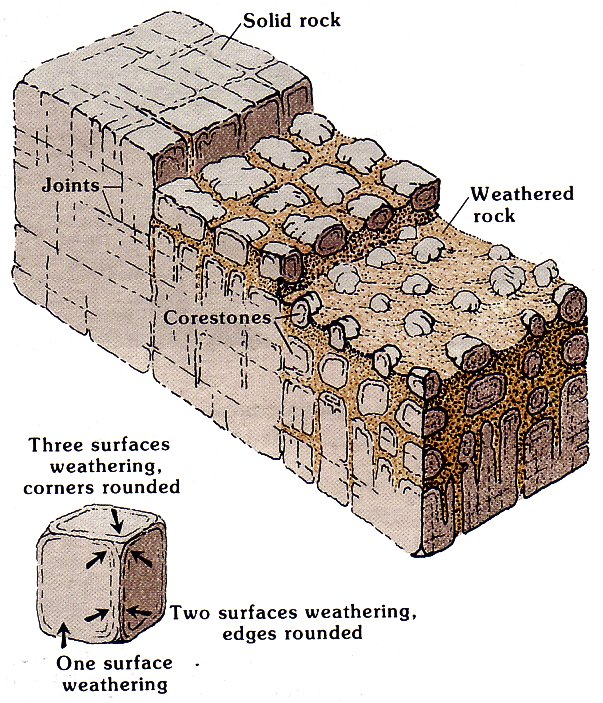 Solid rock
Joints
Weathered
rock
Corestones
Three surfaces
weathering,
corners rounded
Two surfaces weathering,
edges rounded
One surface
weathering